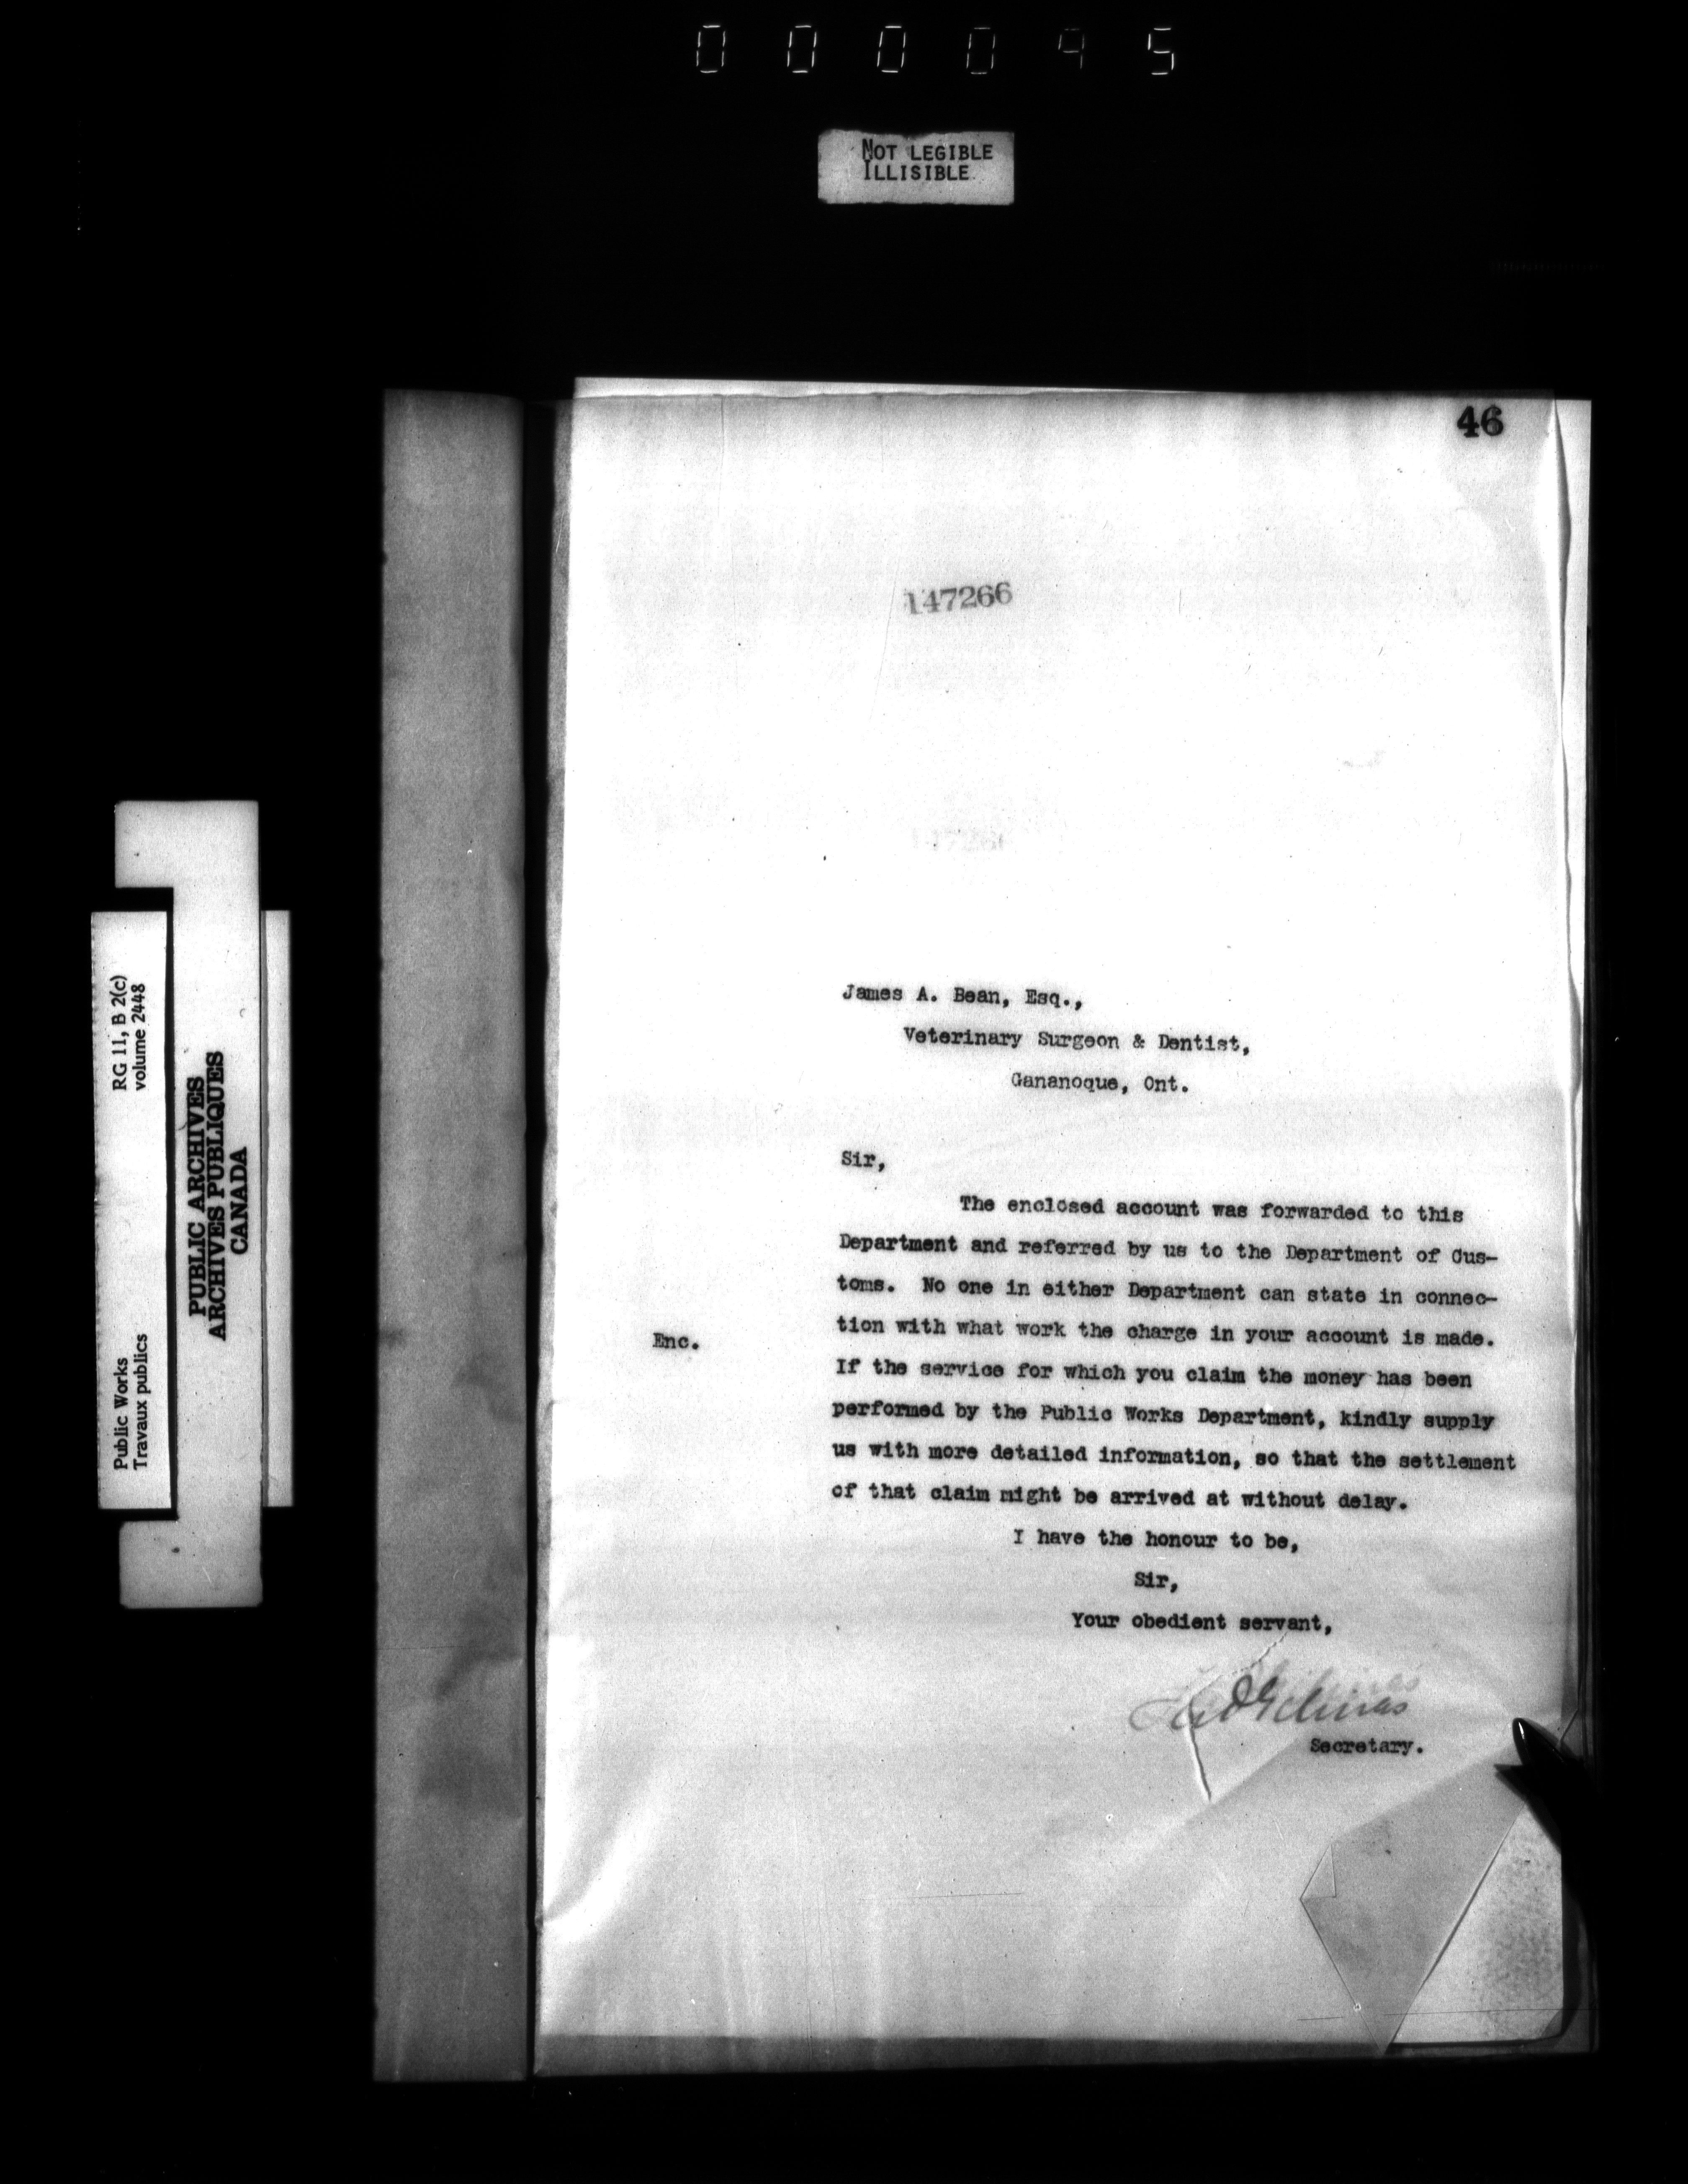 000095
NOT LEGIBLE
ILLISIBLE
46
147266
James A. Bean, Esq.,
Veterinary Surgeon & Dentist,
Gananoque, Ont.
Sir,
The enclosed account was forwarded to this
Department and referred by us to the Department of Cus-
toms. No one in either Department can state in connec-
tion with what work the charge in your account is made.
Enc.
If the service for which you claim the money has been
performed by the Public Works Department, kindly supply
us with more detailed information, so that the settlement
of that claim might be arrived at without delay.
I have the honour to be,
Sir,
Your obedient servant,
Secretary.
RG 11, B 2(c)
volume 2448
Public Works
Travaux publics
PUBLIC ARCHIVES
ARCHIVES PUBLIQUES
CANADA